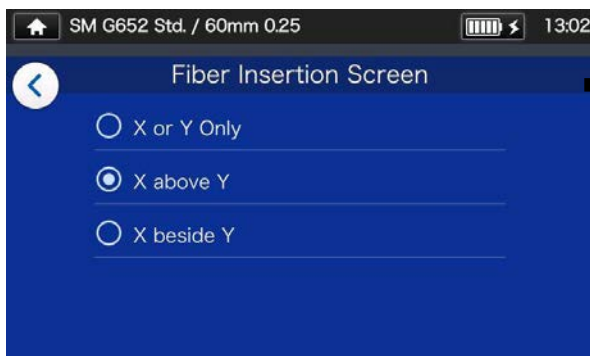 SM G652 Std. / 60mm 0.25 13:02
Fiber Insertion Screen
X or Y Only
X above Y
X beside Y